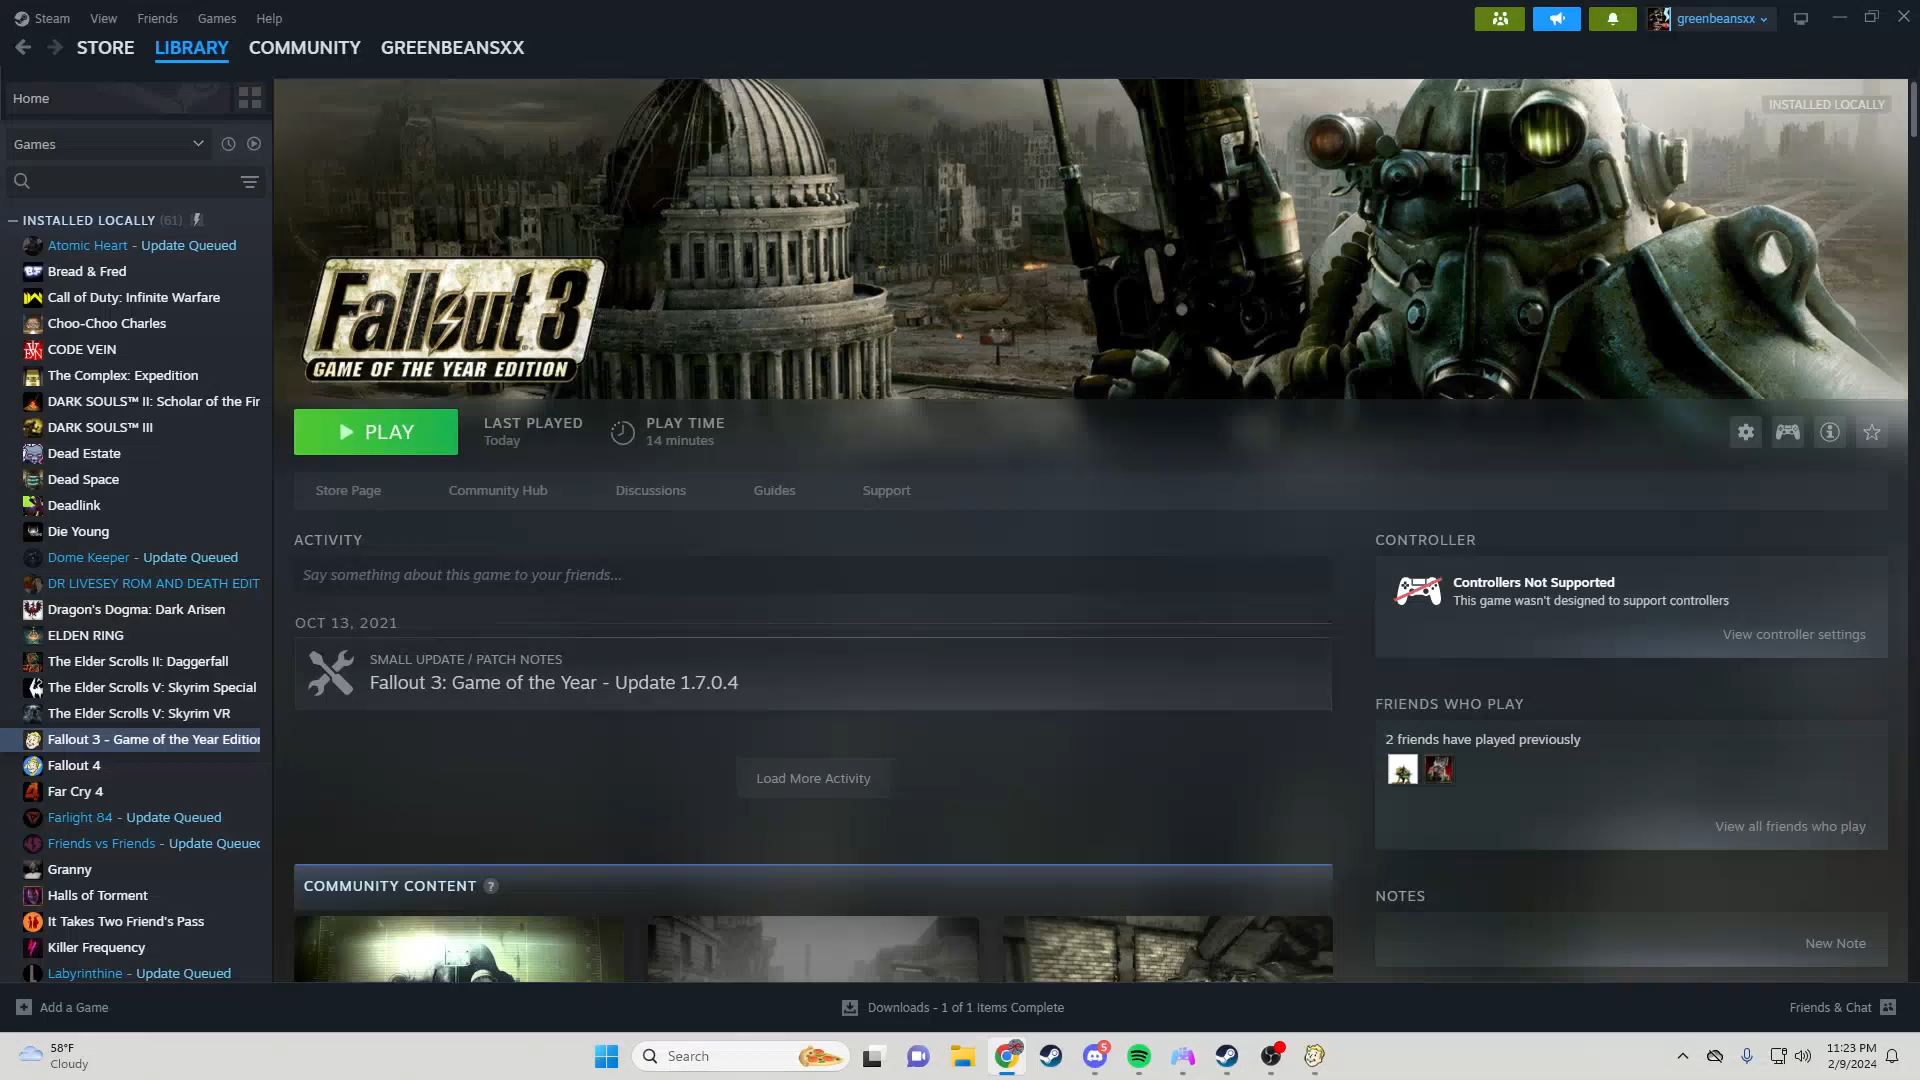 Steam View Friends Games Help
greenbeansxx
STORE LIBRARY COMMUNITY GREENBEANSXX
Home
INSTALLED LOCALLY
Games
INSTALLED LOCALLY (61)
Atomic Heart - Update Queued
Bread & Fred
Call of Duty: Infinite Warfare
Choo-Choo Charles
CODE VEIN
The Complex: Expedition
DARK SOULS™ II: Scholar of the Fir
DARK SOULS™ III
Dead Estate
Dead Space
Deadlink
Die Young
Dome Keeper - Update Queued
DR LIVESEY ROM AND DEATH EDIT
Dragon's Dogma: Dark Arisen
ELDEN RING
The Elder Scrolls II: Daggerfall
The Elder Scrolls V: Skyrim Special
The Elder Scrolls V: Skyrim VR
Fallout 3 - Game of the Year Edition
Fallout 4
Far Cry 4
Farlight 84 - Update Queued
Friends vs Friends - Update Queued
Granny
Halls of Torment
It Takes Two Friend's Pass
Killer Frequency
Labyrinthine - Update Queued
Fallout 3
GAME OF THE YEAR EDITION
PLAY
LAST PLAYED
Today
PLAY TIME
14 minutes
Store Page Community Hub Discussions Guides Support
ACTIVITY
Say something about this game to your friends...
OCT 13, 2021
SMALL UPDATE / PATCH NOTES
Fallout 3: Game of the Year - Update 1.7.0.4
Load More Activity
COMMUNITY CONTENT ?
CONTROLLER
Controllers Not Supported
This game wasn't designed to support controllers
View controller settings
FRIENDS WHO PLAY
2 friends have played previously
View all friends who play
NOTES
New Note
Add a Game
Downloads - 1 of 1 Items Complete
Friends & Chat
58°F
Cloudy
Search
5
11:23 PM
2/9/2024